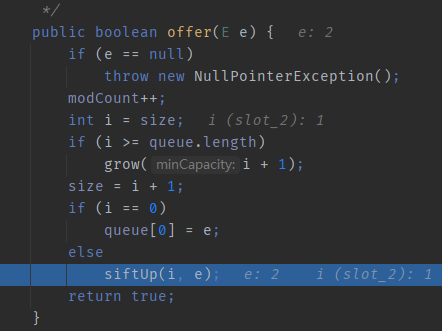 */
public boolean offer(E e) {   e: 2
    if (e == null)
        throw new NullPointerException();
    modCount++;
    int i = size;   i (slot_2): 1
    if (i >= queue.length)
        grow( minCapacity: i + 1);
    size = i + 1;
    if (i == 0)
        queue[0] = e;
    else
        siftUp(i, e);   e: 2    i (slot_2): 1
    return true;
}